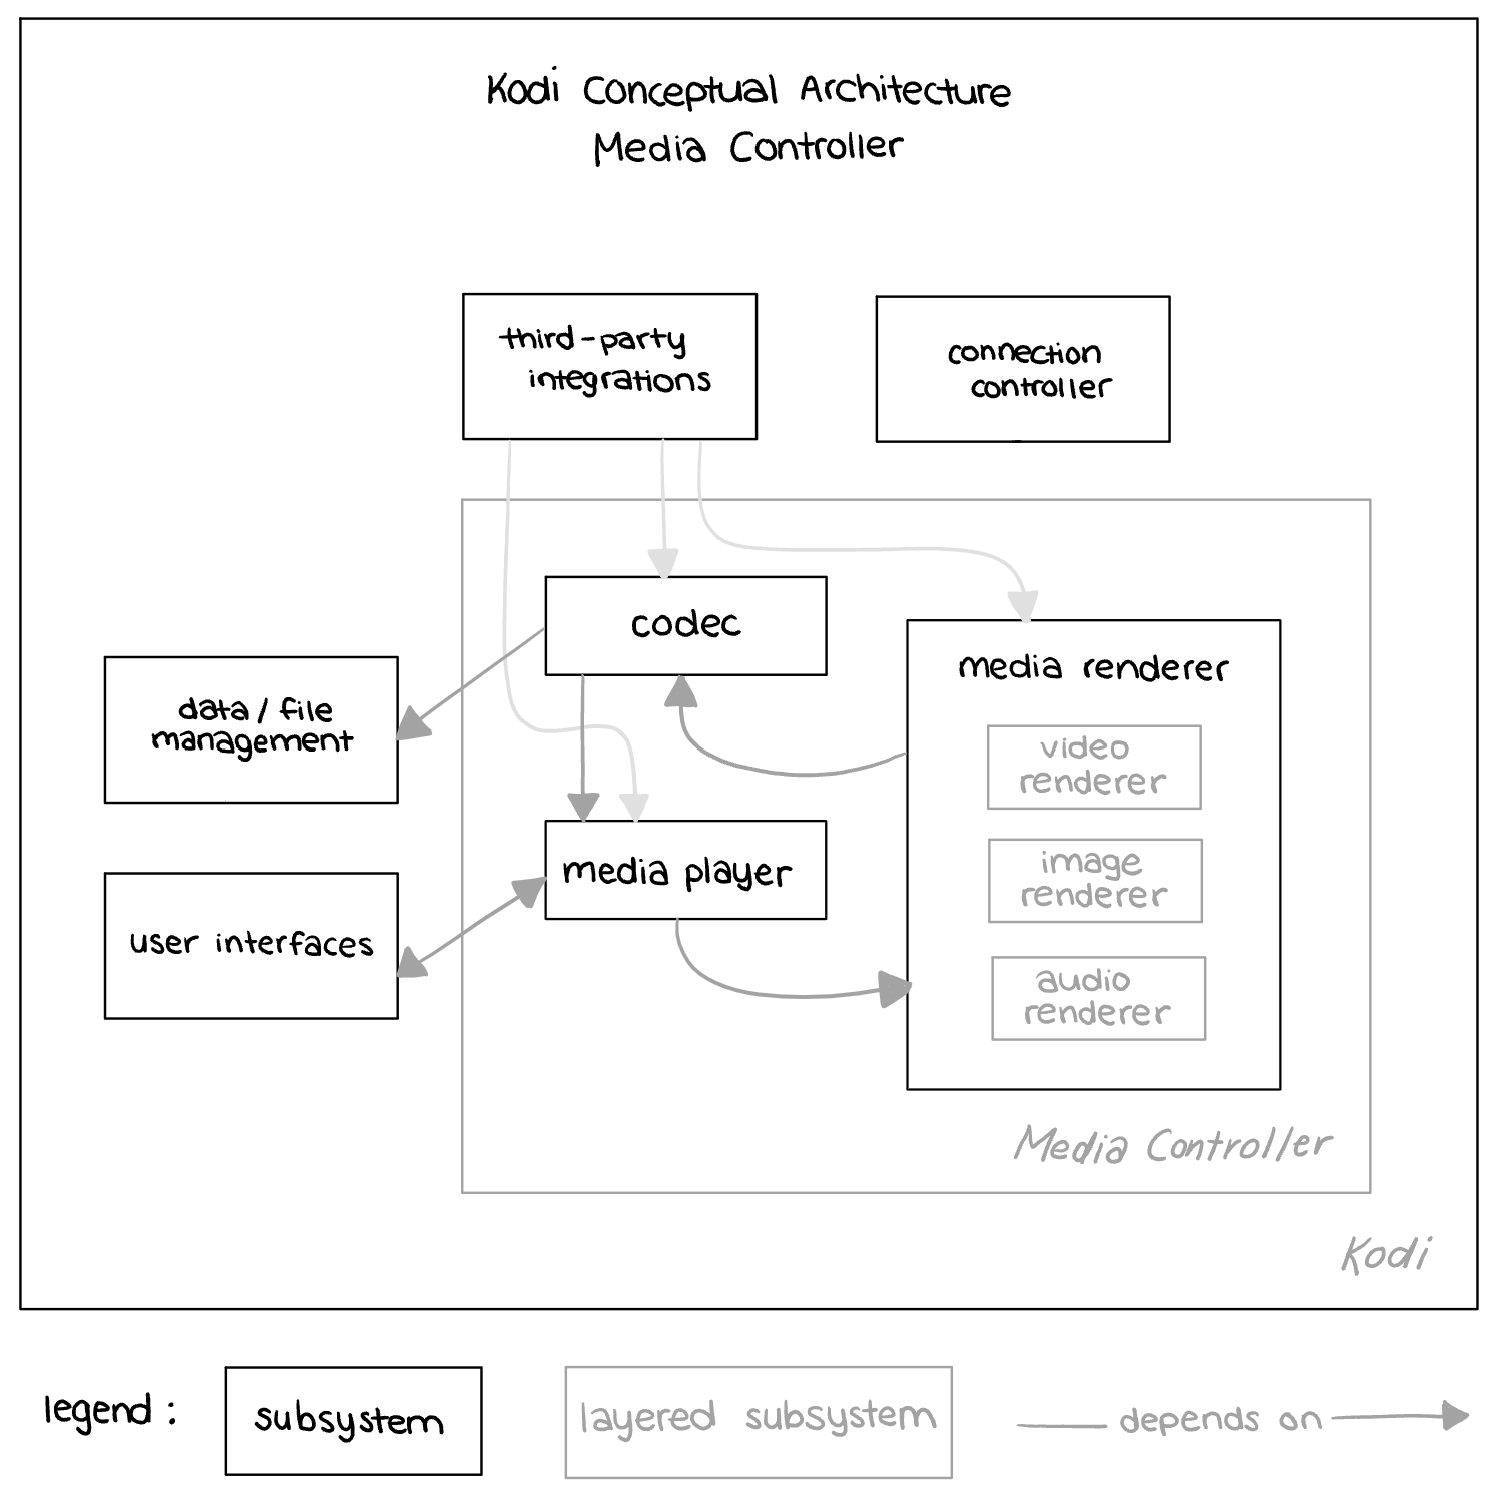 Kodi Conceptual Architecture
Media Controller
third-party
integrations
connection
controller
codec
media renderer
video
renderer
image
renderer
audio
renderer
data / file
management
media player
user interfaces
Media Controller
Kodi
legend :
subsystem
layered subsystem
depends on